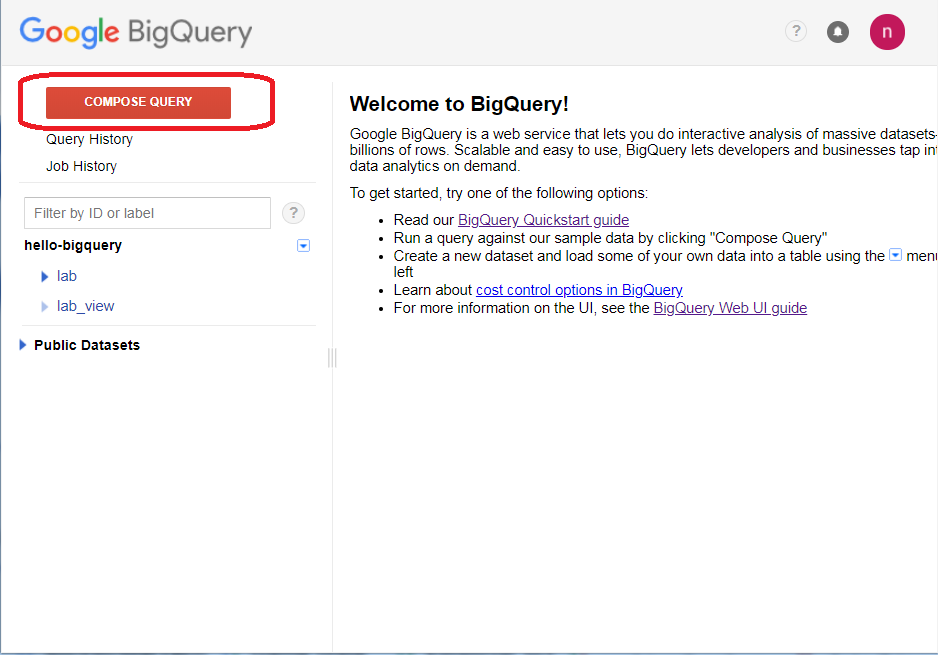 Google BigQuery
?
n
COMPOSE QUERY
Query History
Job History
Filter by ID or label
?
hello-bigquery
lab
lab_view
Public Datasets
Welcome to BigQuery!
Google BigQuery is a web service that lets you do interactive analysis of massive datasets-
billions of rows. Scalable and easy to use, BigQuery lets developers and businesses tap int
data analytics on demand.
To get started, try one of the following options:
• Read our BigQuery Quickstart guide
• Run a query against our sample data by clicking "Compose Query"
• Create a new dataset and load some of your own data into a table using the menu
left
• Learn about cost control options in BigQuery
• For more information on the UI, see the BigQuery Web UI guide